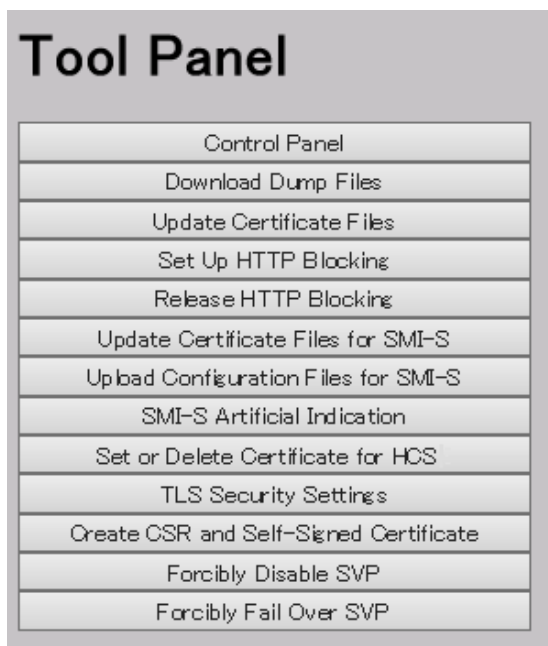 Tool Panel
Control Panel
Download Dump Files
Update Certificate Files
Set Up HTTP Blocking
Release HTTP Blocking
Update Certificate Files for SMI-S
Upload Configuration Files for SMI-S
SMI-S Artificial Indication
Set or Delete Certificate for HCS
TLS Security Settings
Create CSR and Self-Signed Certificate
Forcibly Disable SVP
Forcibly Fail Over SVP